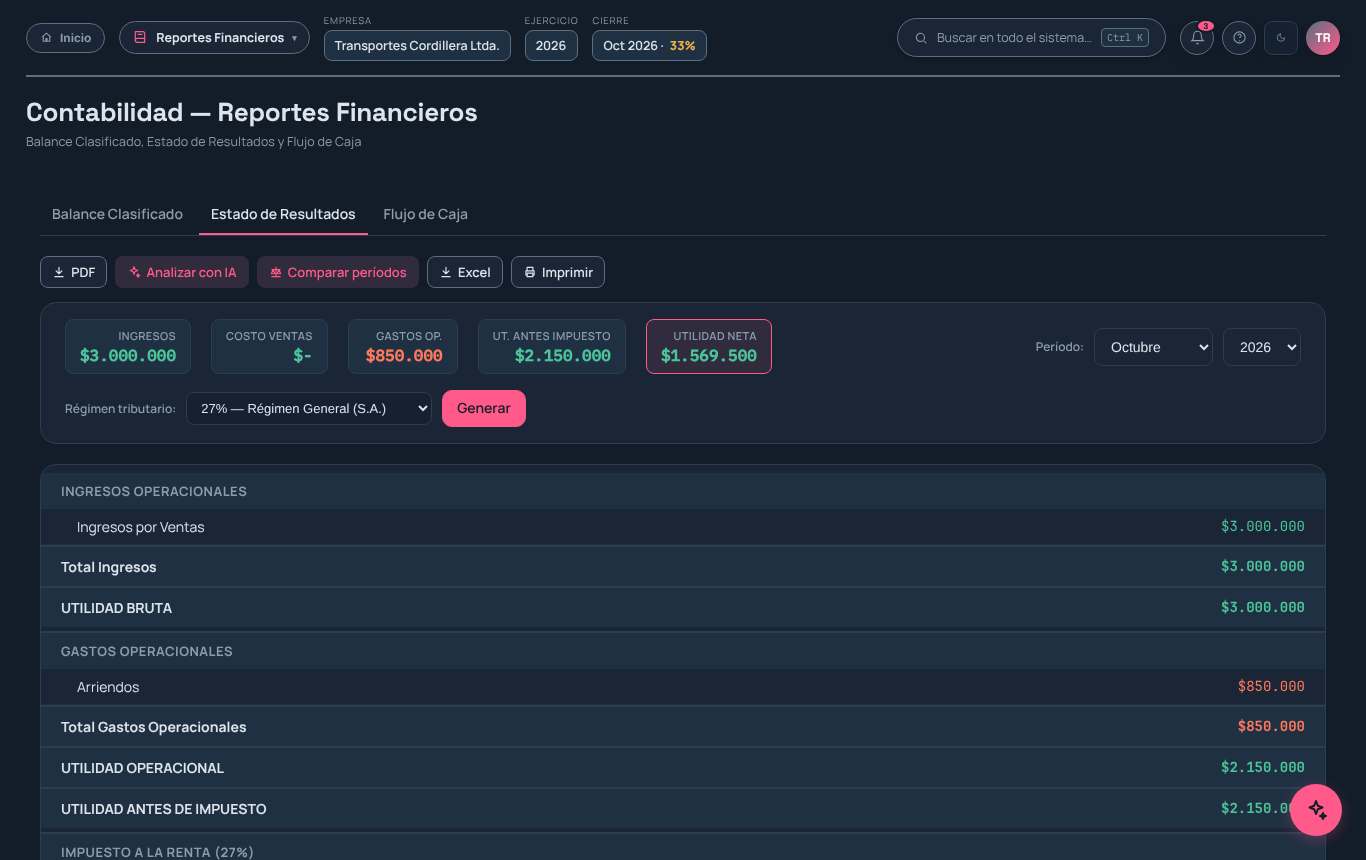 Inicio
Reportes Financieros
EMPRESA
Transportes Cordillera Ltda.
EJERCICIO
2026
CIERRE
Oct 2026 · 33%
Buscar en todo el sistema... Ctrl K
3
TR
Contabilidad — Reportes Financieros
Balance Clasificado, Estado de Resultados y Flujo de Caja
Balance Clasificado
Estado de Resultados
Flujo de Caja
PDF
Analizar con IA
Comparar períodos
Excel
Imprimir
INGRESOS
$3.000.000
COSTO VENTAS
$-
GASTOS OP.
$850.000
UT. ANTES IMPUESTO
$2.150.000
UTILIDAD NETA
$1.569.500
Período:
Octubre
2026
Régimen tributario:
27% — Régimen General (S.A.)
Generar
INGRESOS OPERACIONALES
Ingresos por Ventas $3.000.000
Total Ingresos $3.000.000
UTILIDAD BRUTA $3.000.000
GASTOS OPERACIONALES
Arriendos $850.000
Total Gastos Operacionales $850.000
UTILIDAD OPERACIONAL $2.150.000
UTILIDAD ANTES DE IMPUESTO $2.150.0
IMPUESTO A LA RENTA (27%)